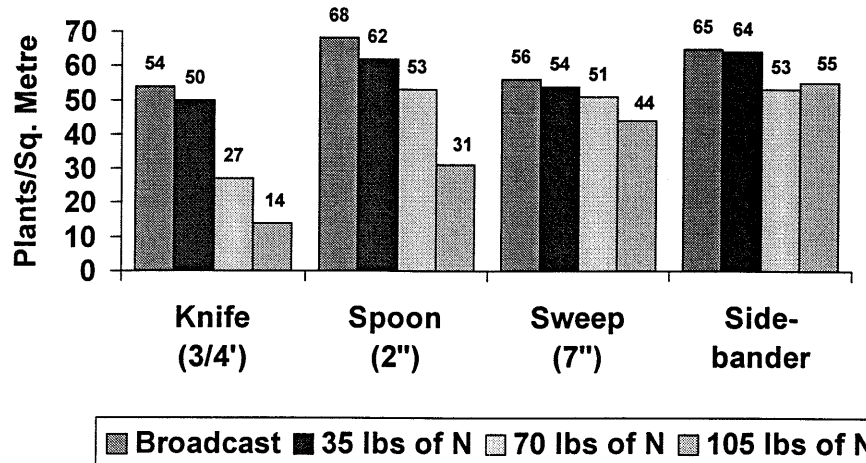 Plants/Sq. Metre
70
60
50
40
30
20
10
0
54 50 27 14
68 62 53 31
56 54 51 44
65 64 53 55
Knife Spoon Sweep Side-
(3/4') (2") (7") bander
Broadcast 35 lbs of N 70 lbs of N 105 lbs of N